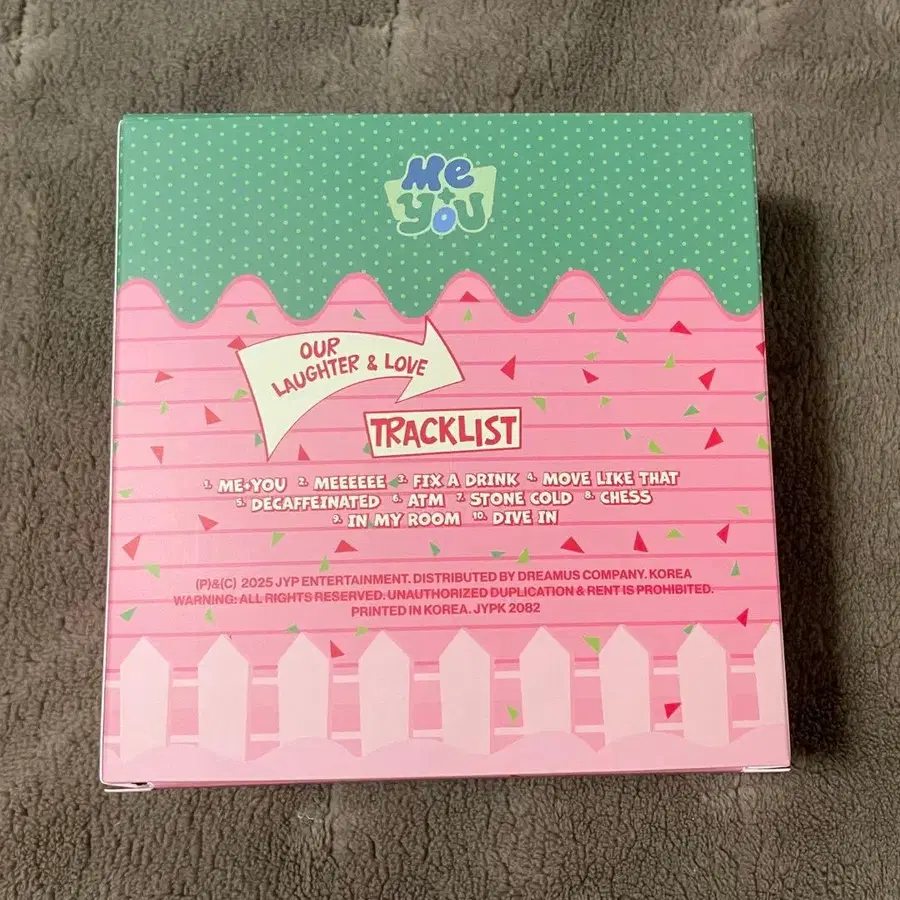 Me
+
YoU
OUR
LAUGHTER & LOVE
TRACKLIST
1. ME+YOU 2. MEEEEEE 3. FIX A DRINK 4. MOVE LIKE THAT
5. DECAFFEINATED 6. ATM 7. STONE COLD 8. CHESS
9. IN MY ROOM 10. DIVE IN
(P)&(C) 2025 JYP ENTERTAINMENT. DISTRIBUTED BY DREAMUS COMPANY. KOREA
WARNING: ALL RIGHTS RESERVED. UNAUTHORIZED DUPLICATION & RENT IS PROHIBITED.
PRINTED IN KOREA. JYPK 2082